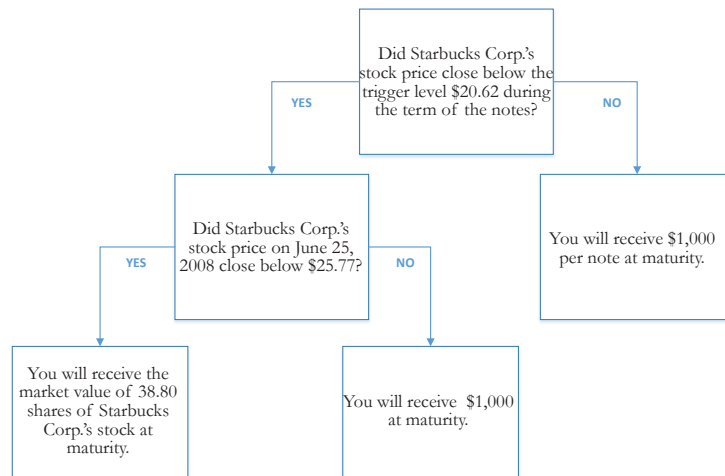 Did Starbucks Corp.'s
stock price close below the
trigger level $20.62 during
the term of the notes?
YES
NO
Did Starbucks Corp.'s
stock price on June 25,
2008 close below $25.77?
You will receive $1,000
per note at maturity.
YES
NO
You will receive the
market value of 38.80
shares of Starbucks
Corp.'s stock at
maturity.
You will receive $1,000
at maturity.